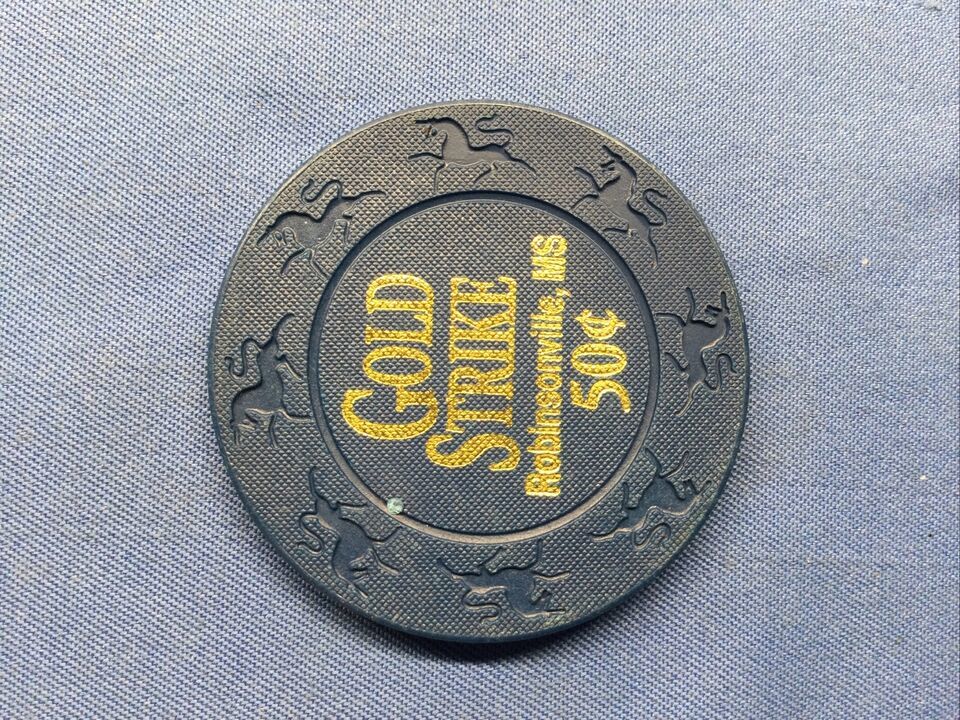 GOLD
STRIKE
Robinsonville, MS
50¢